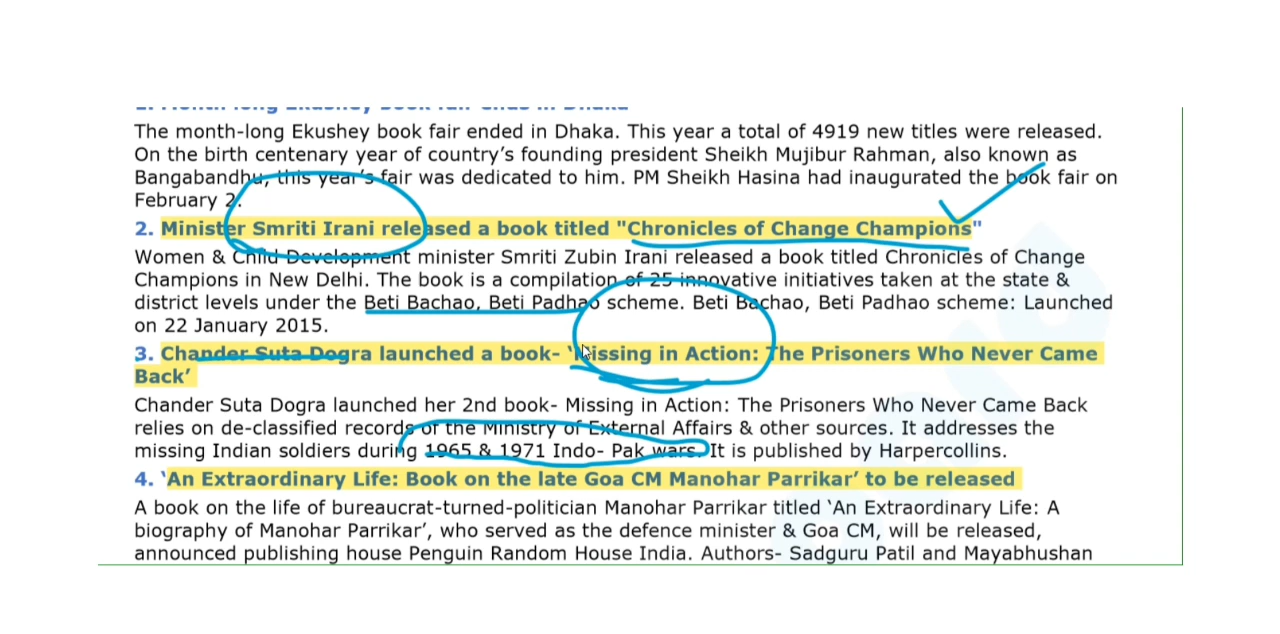 1. Month-long Ekushey book fair ends in Dhaka
The month-long Ekushey book fair ended in Dhaka. This year a total of 4919 new titles were released.
On the birth centenary year of country’s founding president Sheikh Mujibur Rahman, also known as
Bangabandhu, this year’s fair was dedicated to him. PM Sheikh Hasina had inaugurated the book fair on
February 2.
2. Minister Smriti Irani released a book titled "Chronicles of Change Champions"
Women & Child Development minister Smriti Zubin Irani released a book titled Chronicles of Change
Champions in New Delhi. The book is a compilation of 25 innovative initiatives taken at the state &
district levels under the Beti Bachao, Beti Padhao scheme. Beti Bachao, Beti Padhao scheme: Launched
on 22 January 2015.
3. Chander Suta Dogra launched a book- ‘Missing in Action: The Prisoners Who Never Came
Back’
Chander Suta Dogra launched her 2nd book- Missing in Action: The Prisoners Who Never Came Back
relies on de-classified records of the Ministry of External Affairs & other sources. It addresses the
missing Indian soldiers during 1965 & 1971 Indo- Pak wars. It is published by Harpercollins.
4. ‘An Extraordinary Life: Book on the late Goa CM Manohar Parrikar’ to be released
A book on the life of bureaucrat-turned-politician Manohar Parrikar titled ‘An Extraordinary Life: A
biography of Manohar Parrikar’, who served as the defence minister & Goa CM, will be released,
announced publishing house Penguin Random House India. Authors- Sadguru Patil and Mayabhushan